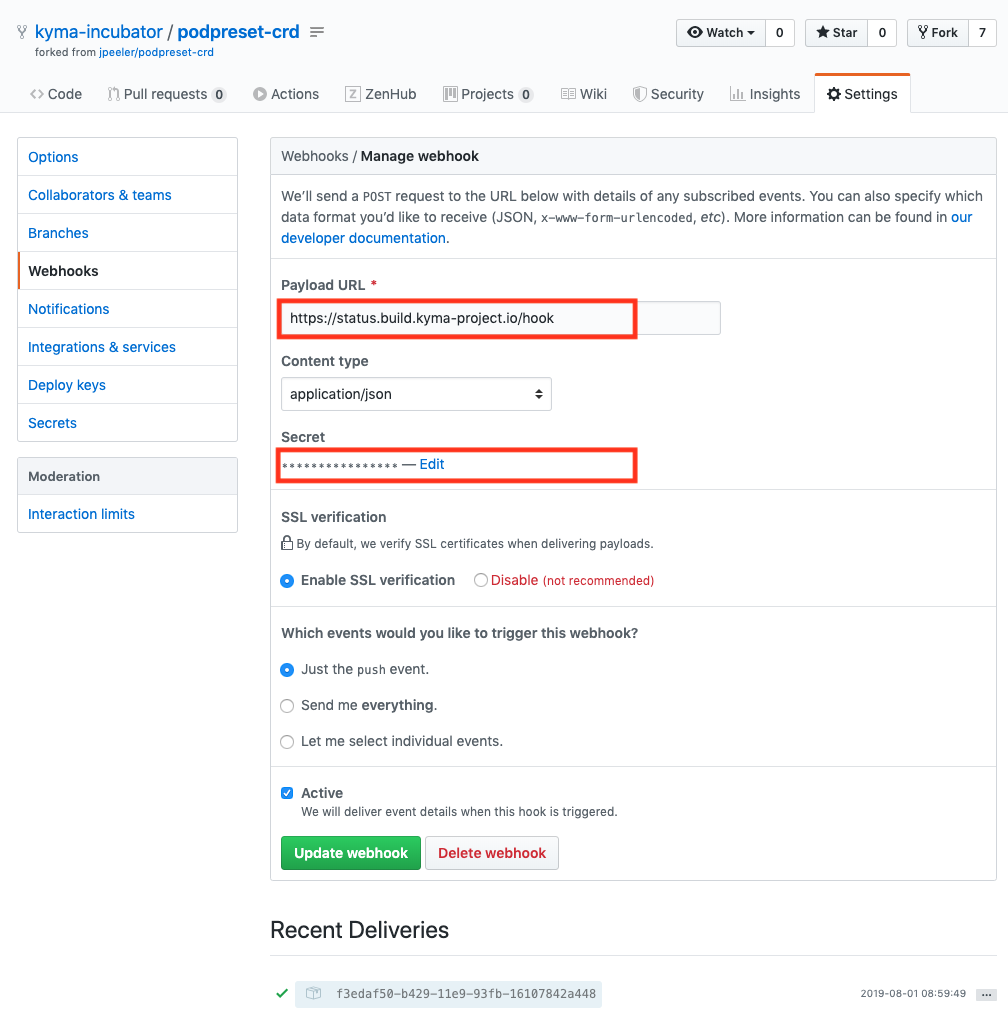 kyma-incubator / podpreset-crd
Watch 0 Star 0 Fork 7
forked from jpeeler/podpreset-crd
Code Pull requests 0 Actions ZenHub Projects 0 Wiki Security Insights Settings
Options
Collaborators & teams
Branches
Webhooks
Notifications
Integrations & services
Deploy keys
Secrets
Moderation
Interaction limits
Webhooks / Manage webhook
We’ll send a POST request to the URL below with details of any subscribed events. You can also specify which
data format you’d like to receive (JSON, x-www-form-urlencoded, etc). More information can be found in our
developer documentation.
Payload URL *
https://status.build.kyma-project.io/hook
Content type
application/json
Secret
**************** — Edit
SSL verification
By default, we verify SSL certificates when delivering payloads.
Enable SSL verification Disable (not recommended)
Which events would you like to trigger this webhook?
Just the push event.
Send me everything.
Let me select individual events.
Active
We will deliver event details when this hook is triggered.
Update webhook Delete webhook
Recent Deliveries
f3edaf50-b429-11e9-93fb-16107842a448 2019-08-01 08:59:49 ...